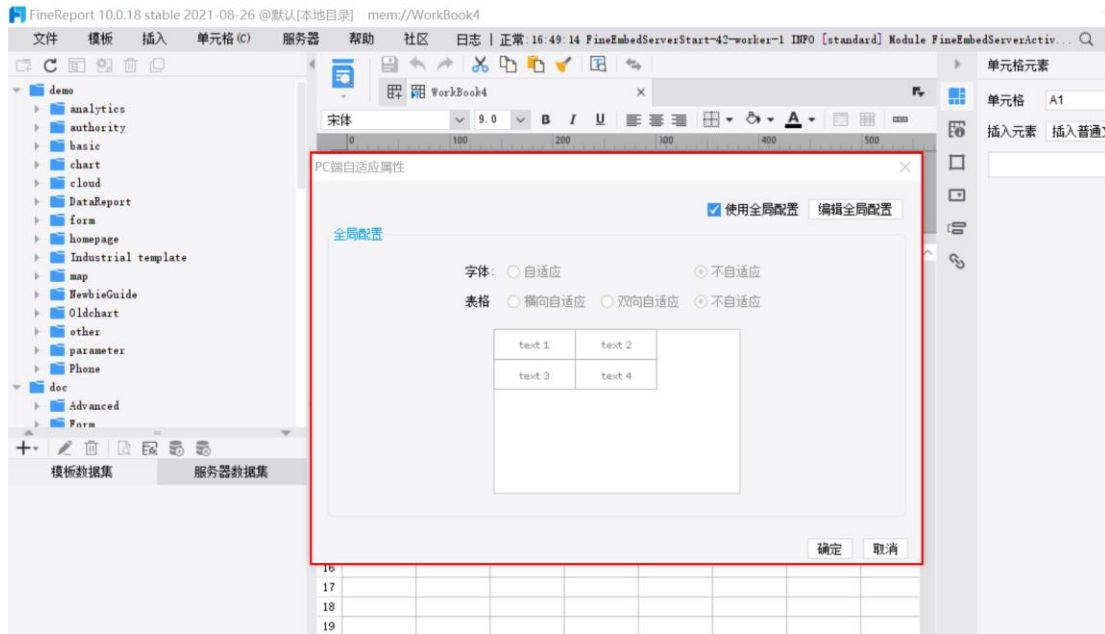 FineReport 10.0.18 stable 2021-08-26 @默认[本地目录] mem://WorkBook4
文件 模板 插入 单元格(C) 服务器 帮助 社区 日志 | 正常:16:49:14 FineEmbedServerStart-42-worker-1 INFO [standard] Module FineEmbedServerActiv...
WorkBook4
宋体 9.0 B I U A
0 100 200 300 400 500
demo
analytics
authority
basic
chart
cloud
DataReport
form
homepage
Industrial template
map
NewbieGuide
Oldchart
other
parameter
Phone
doc
Advanced
Form
模板数据集 服务器数据集
PC端自适应属性
使用全局配置 编辑全局配置
全局配置
字体: 自适应 不自适应
表格 横向自适应 双向自适应 不自适应
text 1 text 2
text 3 text 4
确定 取消
16
17
18
19
单元格元素
单元格 A1
插入元素 插入普通